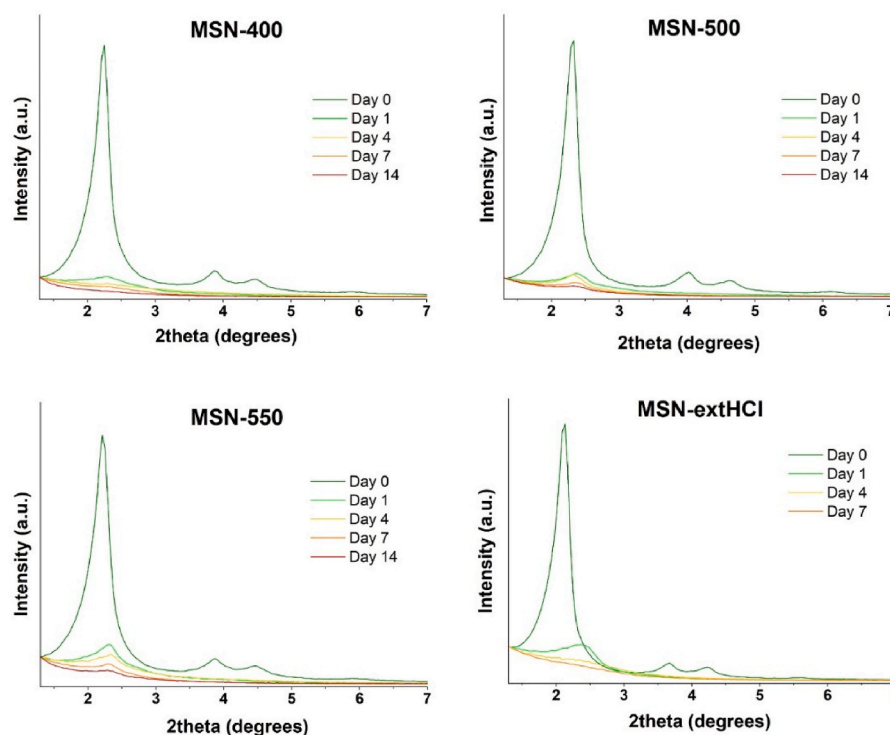 MSN-400
Intensity (a.u.)
Day 0
Day 1
Day 4
Day 7
Day 14
2 3 4 5 6 7
2theta (degrees)
MSN-500
Intensity (a.u.)
Day 0
Day 1
Day 4
Day 7
Day 14
2 3 4 5 6 7
2theta (degrees)
MSN-550
Intensity (a.u.)
Day 0
Day 1
Day 4
Day 7
Day 14
2 3 4 5 6 7
2theta (degrees)
MSN-extHCl
Intensity (a.u.)
Day 0
Day 1
Day 4
Day 7
2 3 4 5 6
2theta (degrees)